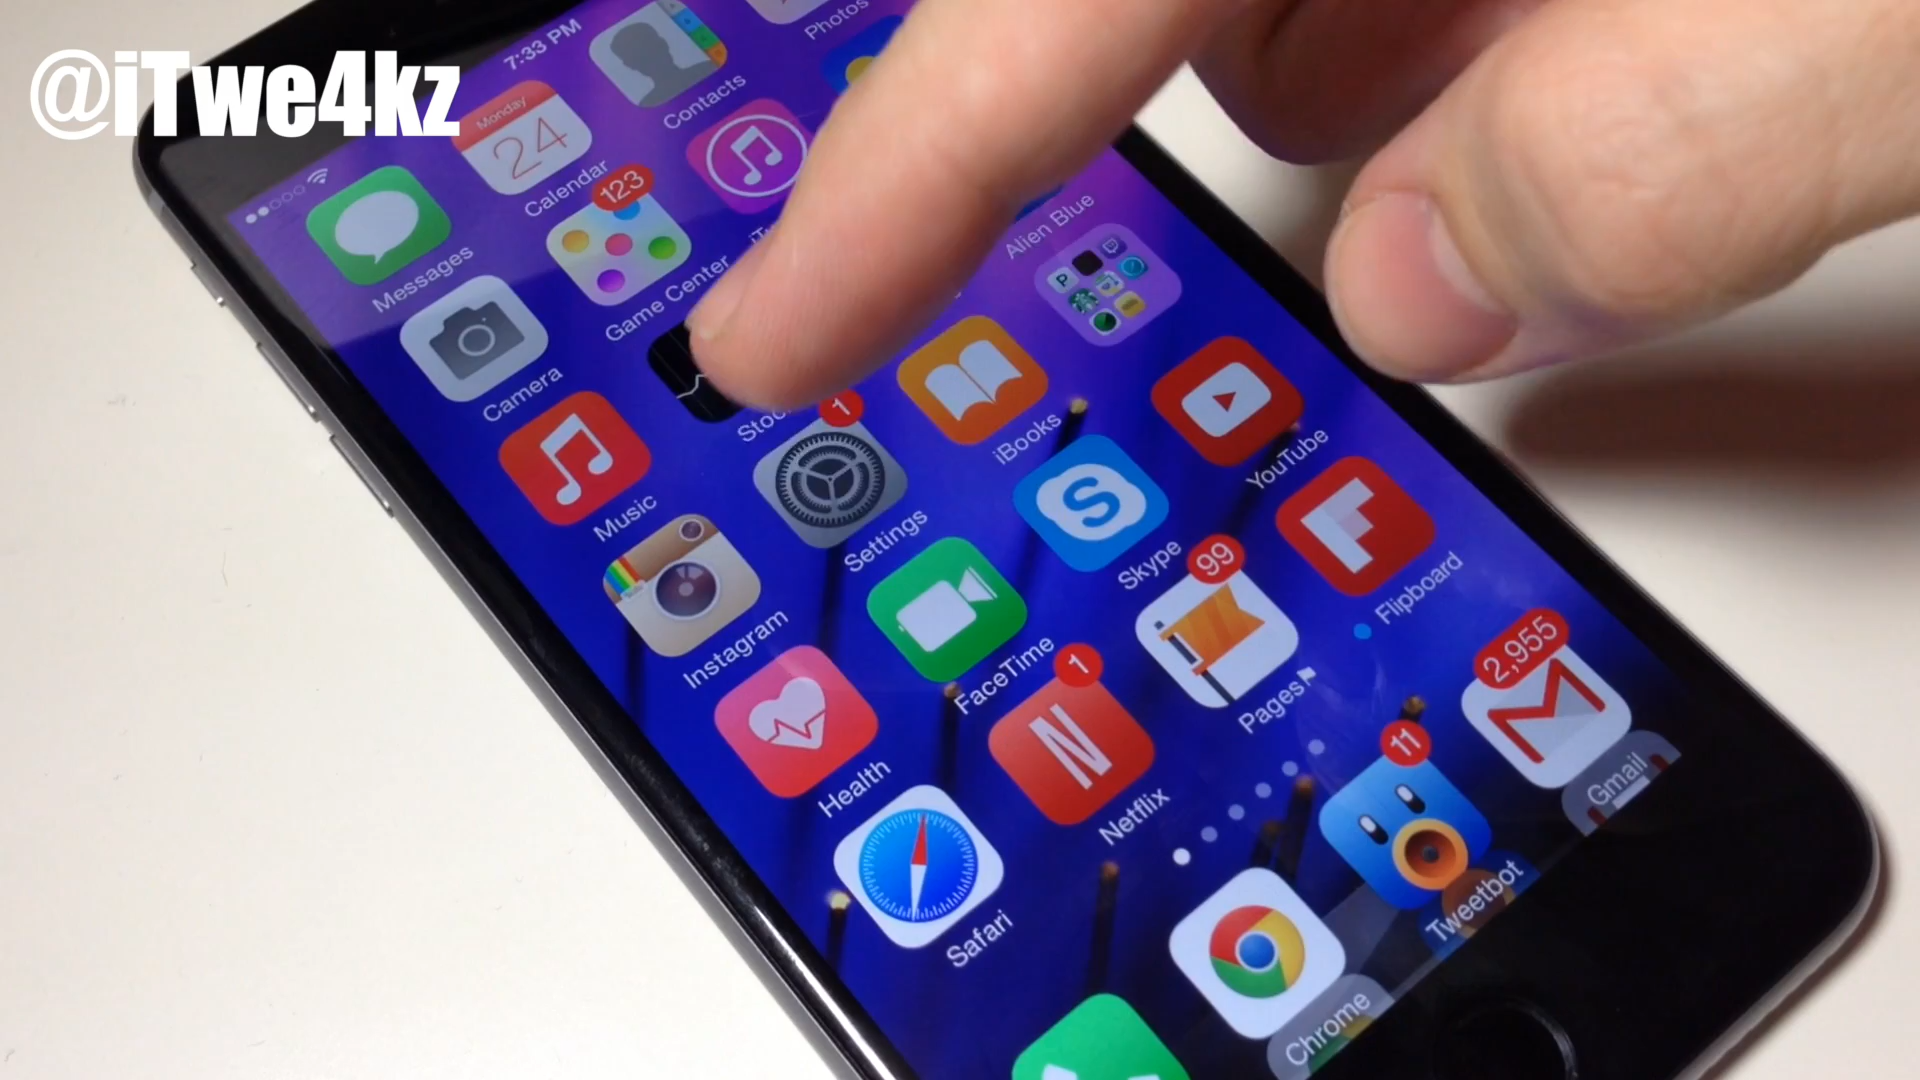 @iTwe4kz
7:33 PM
Photos
Contacts
Monday
24
Calendar
Messages
123
Game Center
Alien Blue
Camera
1
iBooks
Music
Settings
YouTube
Skype
Instagram
99
Flipboard
FaceTime
1
Pages
2,955
Health
Netflix
11
Gmail
Safari
Tweetbot
Chrome